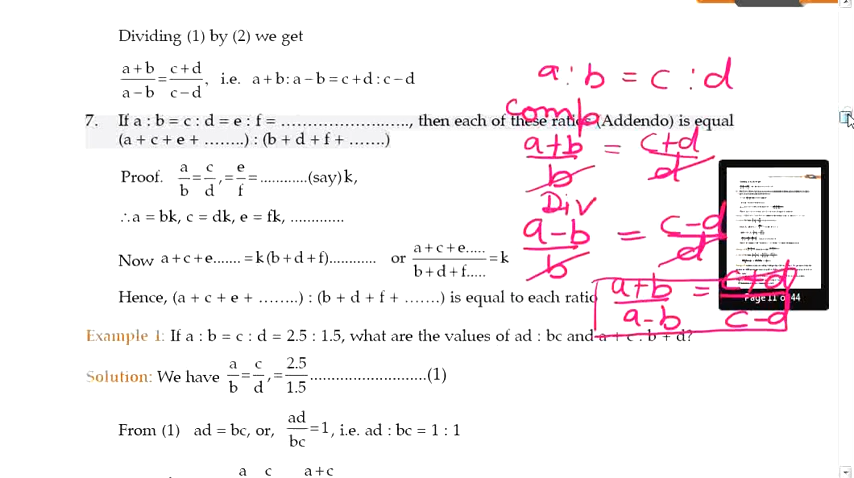 Dividing (1) by (2) we get
a+b/a−b = c+d/c−d, i.e. a+b:a−b=c+d:c−d
a : b = c : d
Compo
7. If a : b = c : d = e : f = ........................., then each of these ratios (Addendo) is equal
(a + c + e + ........) : (b + d + f + .......)
a+b/b = c+d/d
Proof. a/b = c/d, = e/f = ............(say) k,
Div
∴a = bk, c = dk, e = fk, ............
a−b/b = c−d/d
Now a+c+e....... =k(b+d+f)............ or a+c+e...../b+d+f..... =k
Hence, (a + c + e + ........) : (b + d + f + .......) is equal to each ratio
a+b/a−b = c+d/c−d
Page 11 of 44
Example 1: If a : b = c : d = 2.5 : 1.5, what are the values of ad : bc and a + c : b + d?
Solution: We have a/b = c/d, = 2.5/1.5 ...........................(1)
From (1) ad = bc, or, ad/bc =1, i.e. ad : bc = 1 : 1
a c a+c